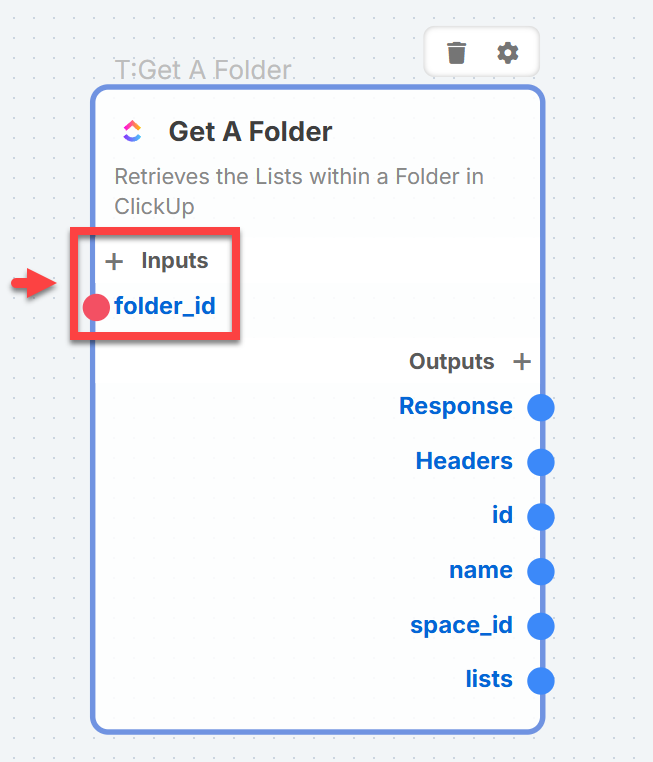 T:Get A Folder
Get A Folder
Retrieves the Lists within a Folder in
ClickUp
+ Inputs
folder_id
Outputs +
Response
Headers
id
name
space_id
lists